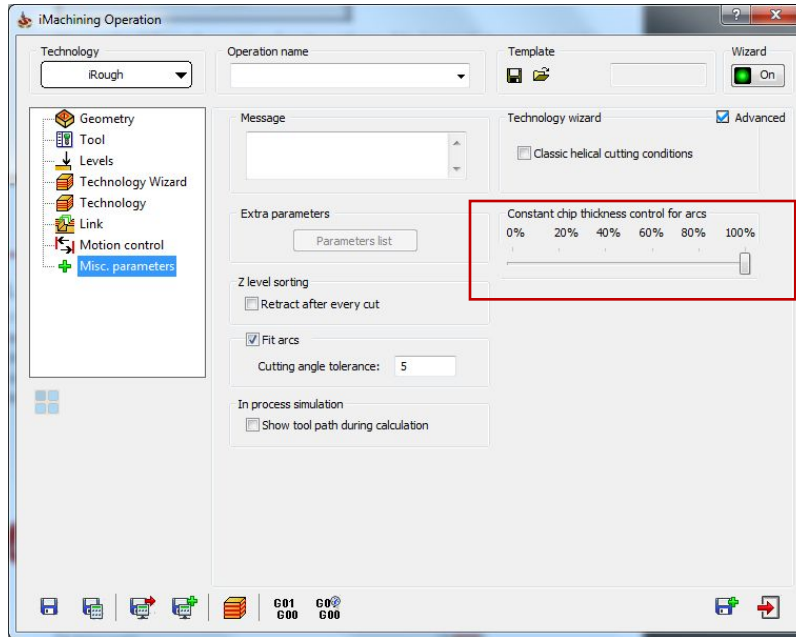 iMachining Operation
Technology
iRough
Operation name
Template
Wizard
On
Geometry
Tool
Levels
Technology Wizard
Technology
Link
Motion control
Misc. parameters
Message
Extra parameters
Parameters list
Z level sorting
Retract after every cut
Fit arcs
Cutting angle tolerance: 5
In process simulation
Show tool path during calculation
Technology wizard
Advanced
Classic helical cutting conditions
Constant chip thickness control for arcs
0% 20% 40% 60% 80% 100%
G01
G00
G00